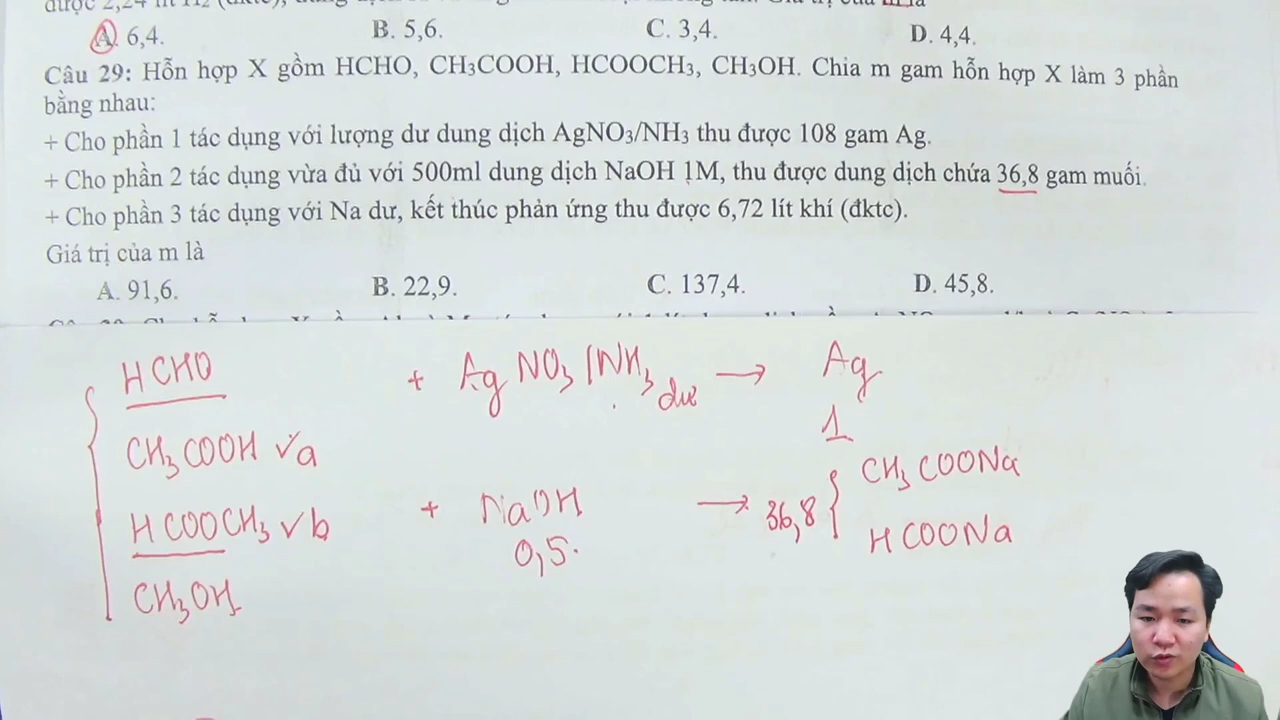 được 2,24
A. 6,4. B. 5,6. C. 3,4. D. 4,4.
Câu 29: Hỗn hợp X gồm HCHO, CH₃COOH, HCOOCH₃, CH₃OH. Chia m gam hỗn hợp X làm 3 phần
bằng nhau:
+ Cho phần 1 tác dụng với lượng dư dung dịch AgNO₃/NH₃ thu được 108 gam Ag.
+ Cho phần 2 tác dụng vừa đủ với 500ml dung dịch NaOH 1M, thu được dung dịch chứa 36,8 gam muối.
+ Cho phần 3 tác dụng với Na dư, kết thúc phản ứng thu được 6,72 lít khí (đktc).
Giá trị của m là
A. 91,6. B. 22,9. C. 137,4. D. 45,8.
HCHO + AgNO₃/NH₃ dư → Ag
1
CH₃COOH ✓a
CH₃COONa
HCOOCH₃ ✓b + NaOH → 36,8 { HCOONa
0,5.
CH₃OH